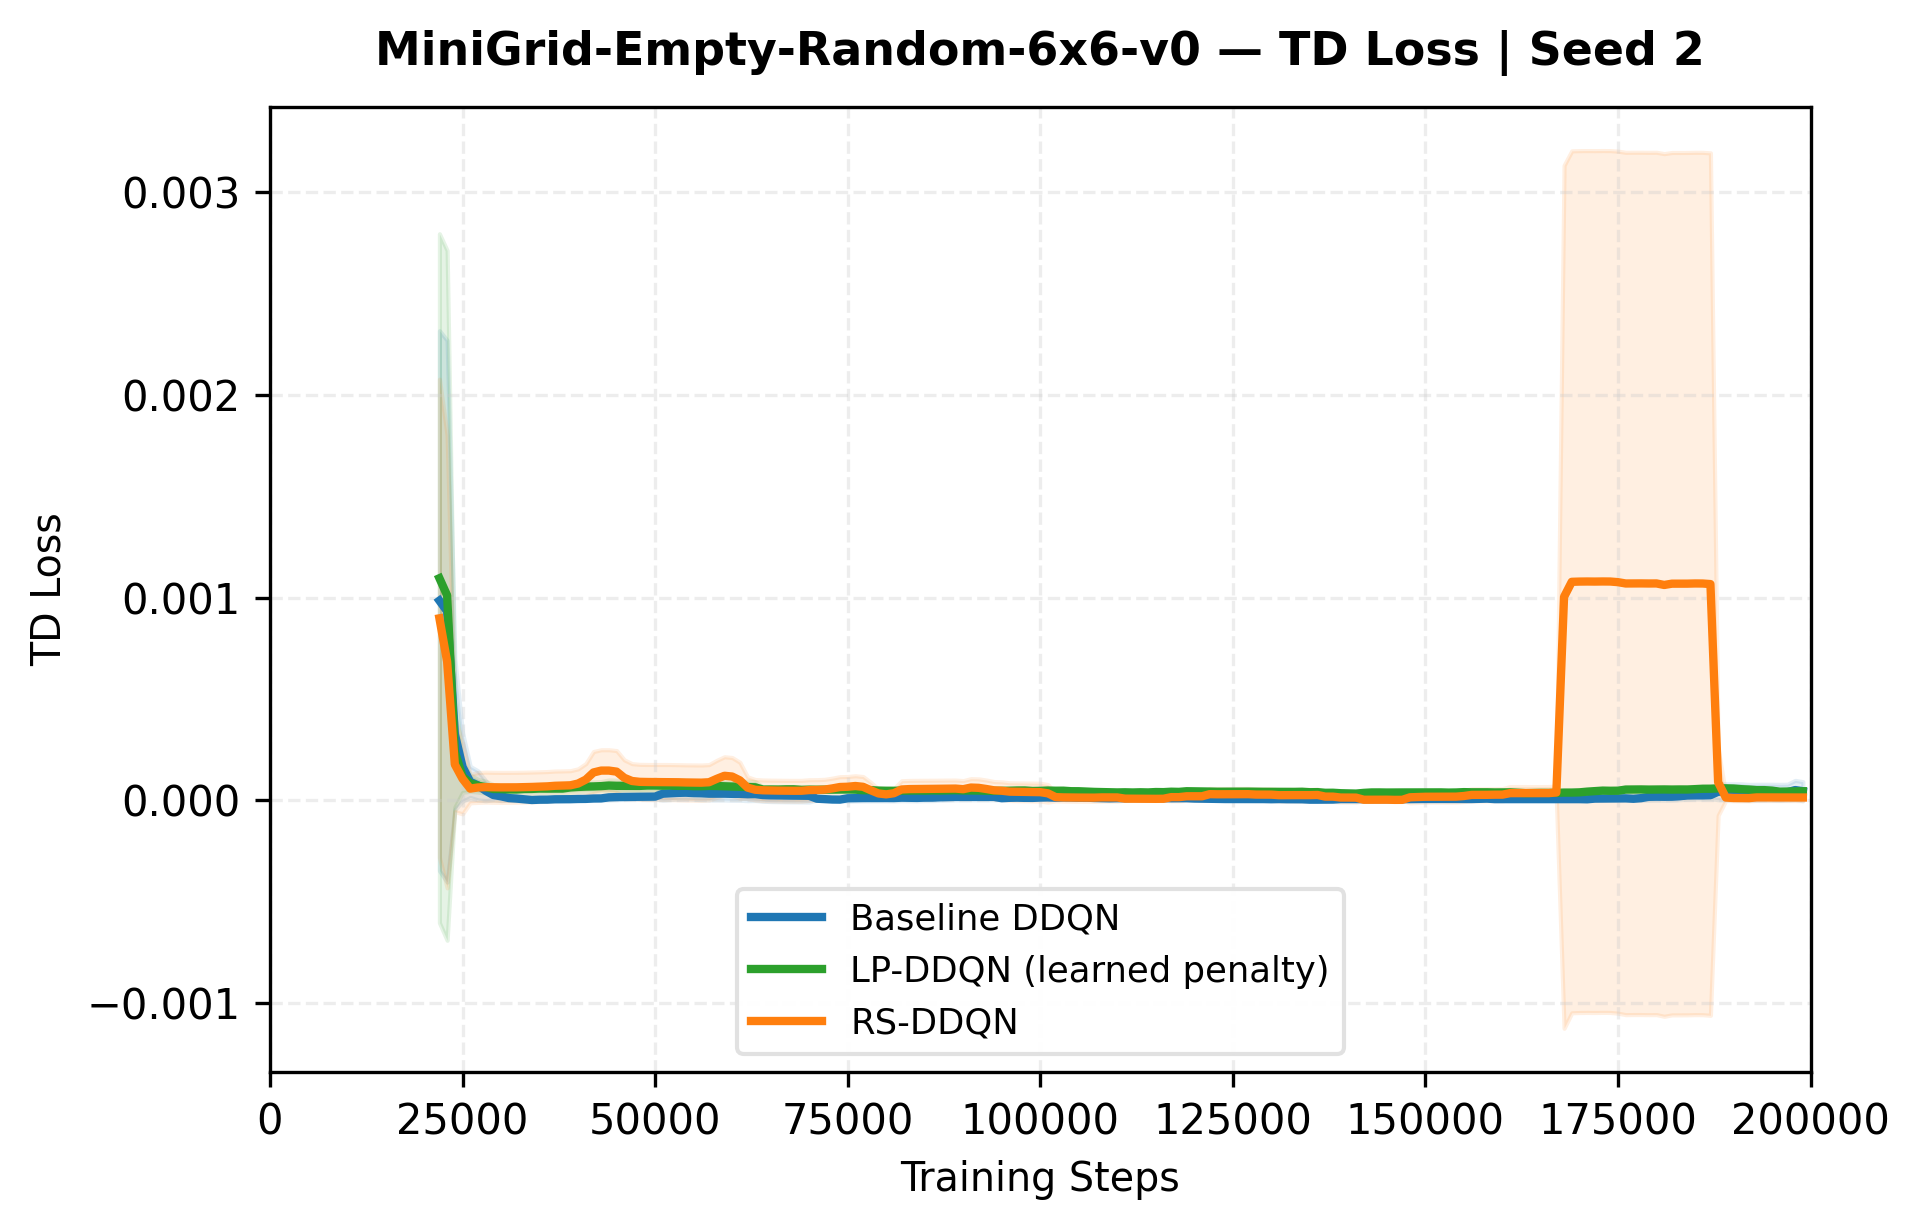 MiniGrid-Empty-Random-6x6-v0 — TD Loss | Seed 2
0.003
0.002
0.001
0.000
−0.001
TD Loss
Baseline DDQN
LP-DDQN (learned penalty)
RS-DDQN
0 25000 50000 75000 100000 125000 150000 175000 200000
Training Steps